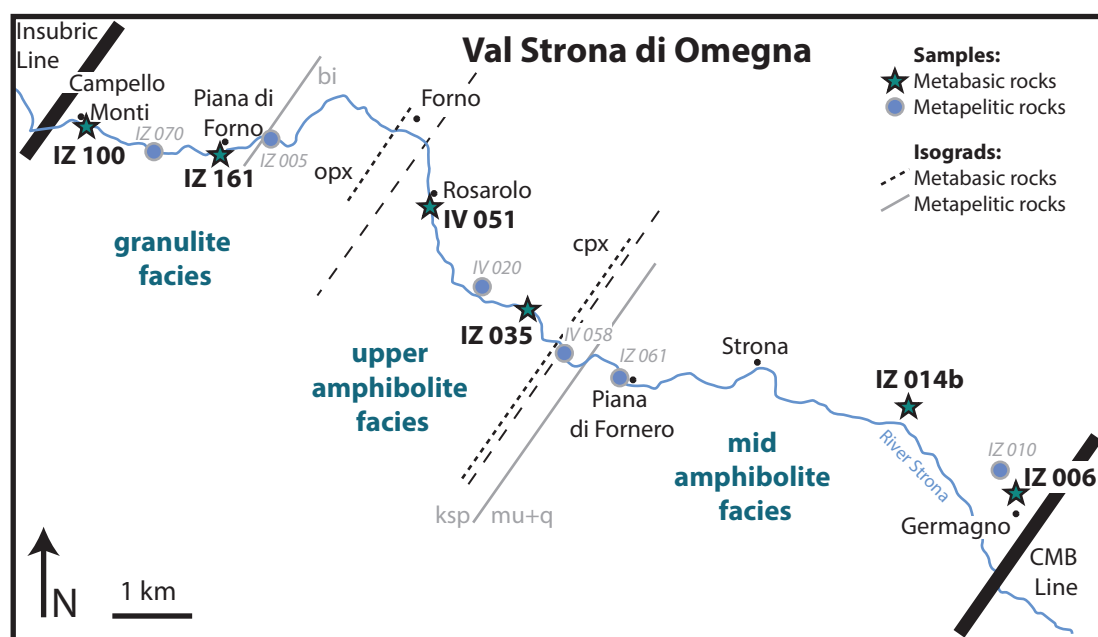 Val Strona di Omegna
Insubric
Line
Campello
Monti
IZ 100
IZ 070
Piana di
Forno
IZ 161
bi
IZ 005
opx
Forno
Rosarolo
IV 051
granulite
facies
Samples:
Metabasic rocks
Metapelitic rocks
Isograds:
Metabasic rocks
Metapelitic rocks
cpx
IV 020
IZ 035
IV 058
IZ 061
upper
amphibolite
facies
Piana
di Fornero
Strona
IZ 014b
mid
amphibolite
facies
River Strona
IZ 010
IZ 006
Germagno
ksp
mu+q
CMB
Line
N
1 km